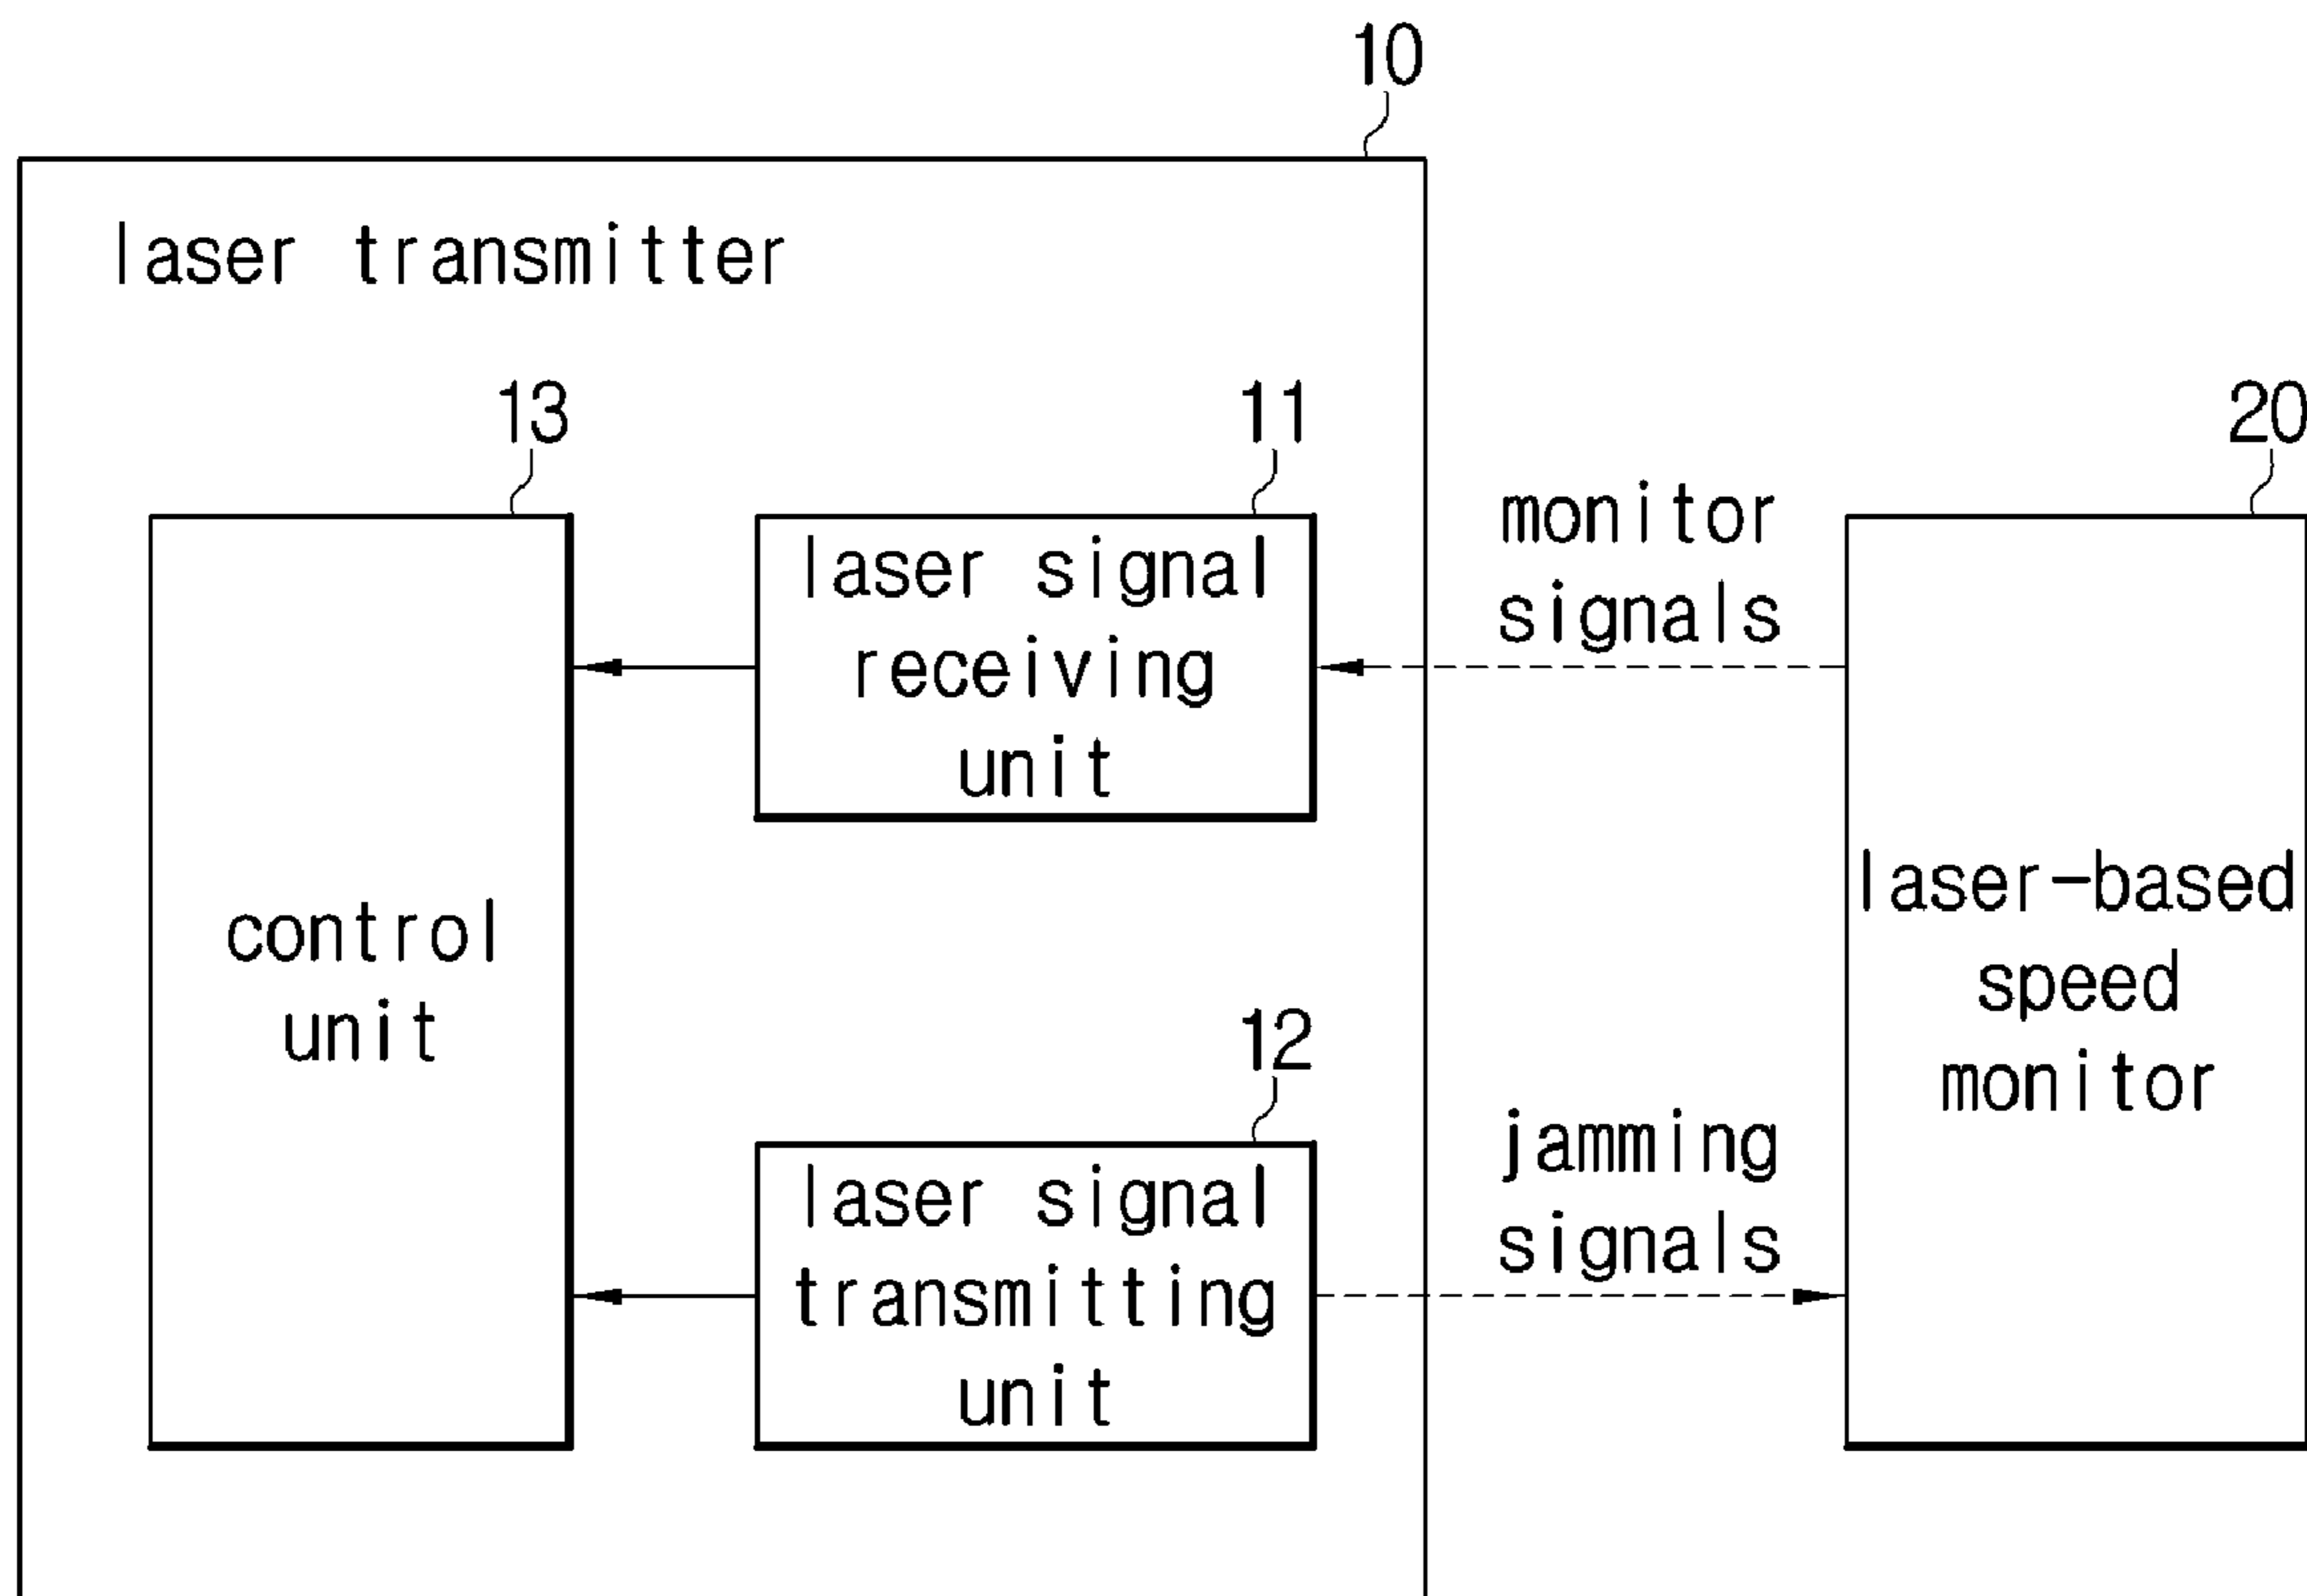 10
laser transmitter
13
11
20
monitor
signals
laser signal
receiving
unit
control
unit
laser-based
speed
monitor
12
jamming
signals
laser signal
transmitting
unit